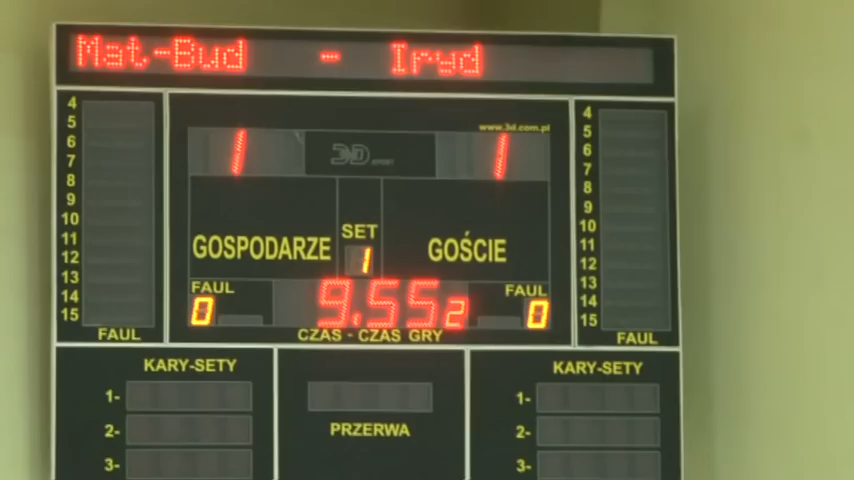 Mat-Bud - Iryd
www.3d.com.pl
1 3D SPORT 1
4 4
5 5
6 6
7 7
8 8
9 9
10 10
11 11
12 12
13 13
14 14
15 15
FAUL FAUL
SET
GOSPODARZE 1 GOŚCIE
FAUL FAUL
0 9.552 0
CZAS - CZAS GRY
KARY-SETY KARY-SETY
1- 1-
PRZERWA
2- 2-
3- 3-